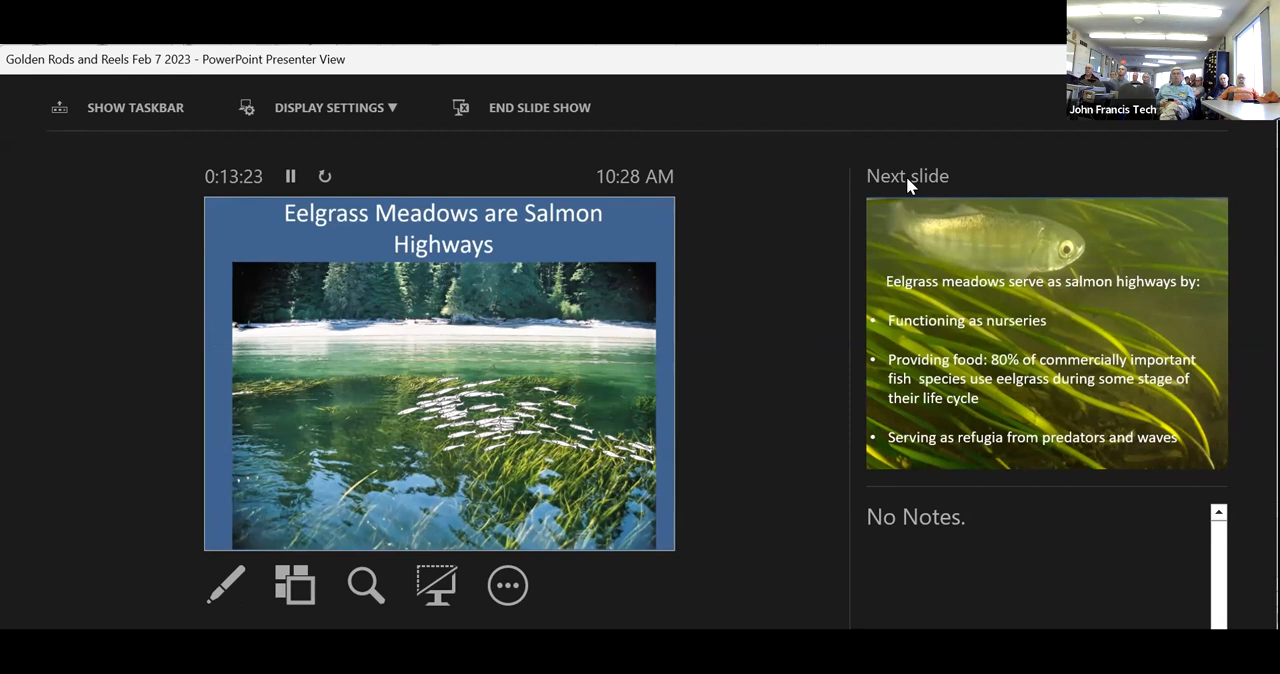 Golden Rods and Reels Feb 7 2023 - PowerPoint Presenter View
John Francis Tech
SHOW TASKBAR
DISPLAY SETTINGS ▼
END SLIDE SHOW
0:13:23
10:28 AM
Eelgrass Meadows are Salmon
Highways
Next slide
Eelgrass meadows serve as salmon highways by:
• Functioning as nurseries
• Providing food: 80% of commercially important
fish species use eelgrass during some stage of
their life cycle
• Serving as refugia from predators and waves
No Notes.